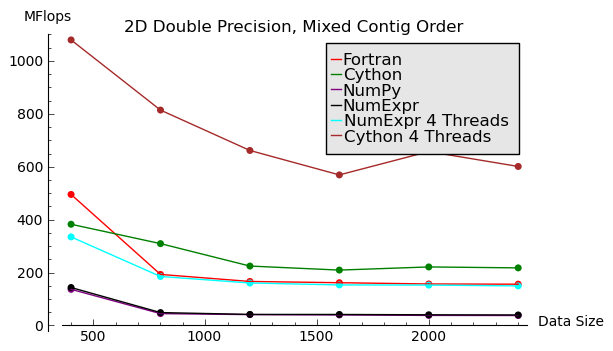 MFlops
2D Double Precision, Mixed Contig Order
1000
800
600
400
200
0
Fortran
Cython
NumPy
NumExpr
NumExpr 4 Threads
Cython 4 Threads
500
1000
1500
2000
Data Size